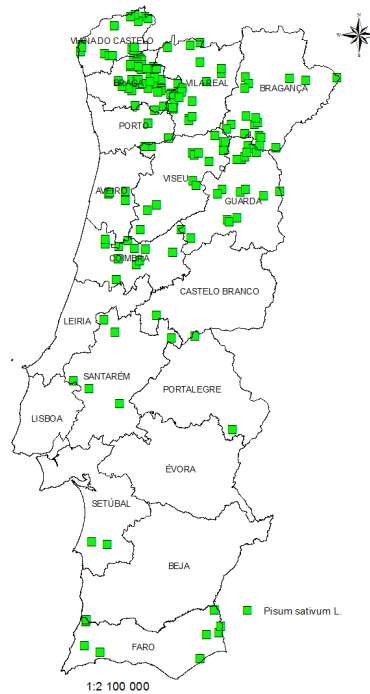 VIANA DO CASTELO
BRAGA
VILA REAL
BRAGANÇA
PORTO
AVEIRO
VISEU
GUARDA
COIMBRA
CASTELO BRANCO
LEIRIA
SANTARÉM
PORTALEGRE
LISBOA
ÉVORA
SETÚBAL
BEJA
Pisum sativum L.
FARO
1:2 100 000